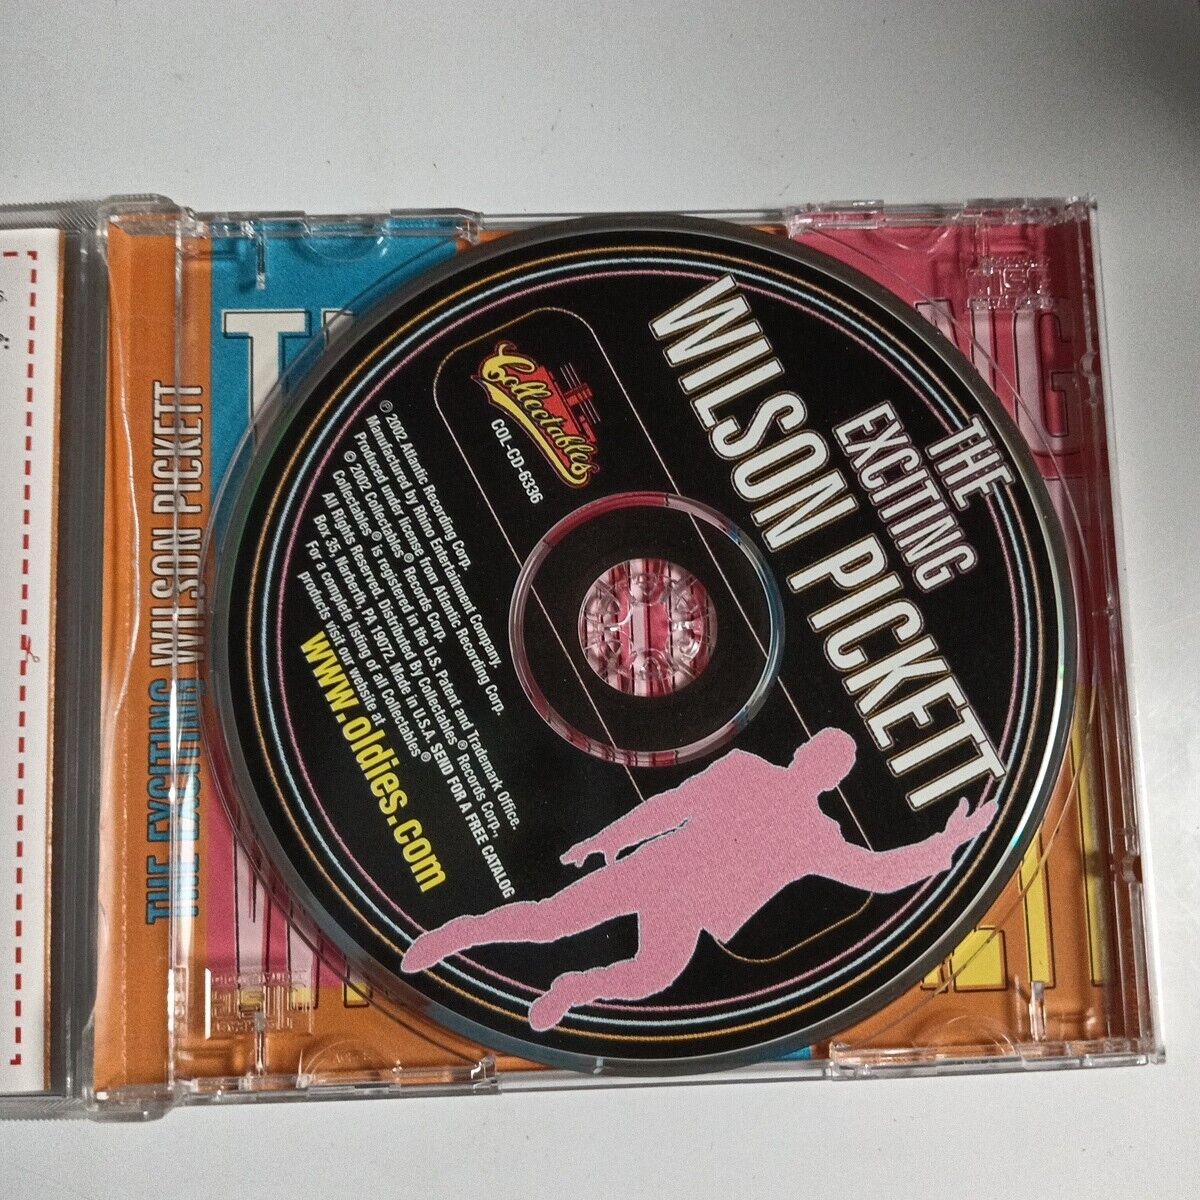 THE EXCITING WILSON PICKETT
THE
EXCITING
WILSON PICKETT
Collectables
COL-CD-6336
℗ 2002 Atlantic Recording Corp.
Manufactured by Rhino Entertainment Company.
Produced under license from Atlantic Recording Corp.
© 2002 Collectables® Records Corp.
Collectables® is registered in the U.S. Patent and Trademark Office.
All Rights Reserved. Distributed By Collectables® Records Corp.,
Box 35, Narberth, PA 19072. Made in U.S.A. SEND FOR A FREE CATALOG
For a complete listing of all Collectables®
products visit our website at
www.oldies.com